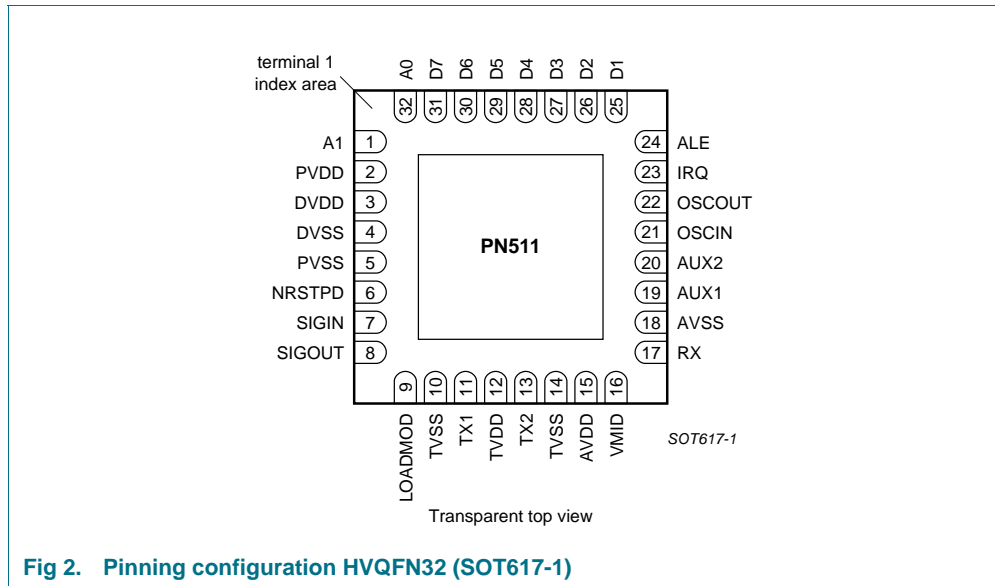 terminal 1
index area
A0 D7 D6 D5 D4 D3 D2 D1
32 31 30 29 28 27 26 25
A1 1 24 ALE
PVDD 2 23 IRQ
DVDD 3 22 OSCOUT
DVSS 4 21 OSCIN
PN511
PVSS 5 20 AUX2
NRSTPD 6 19 AUX1
SIGIN 7 18 AVSS
SIGOUT 8 17 RX
9 10 11 12 13 14 15 16
LOADMOD TVSS TX1 TVDD TX2 TVSS AVDD VMID
SOT617-1
Transparent top view
Fig 2. Pinning configuration HVQFN32 (SOT617-1)